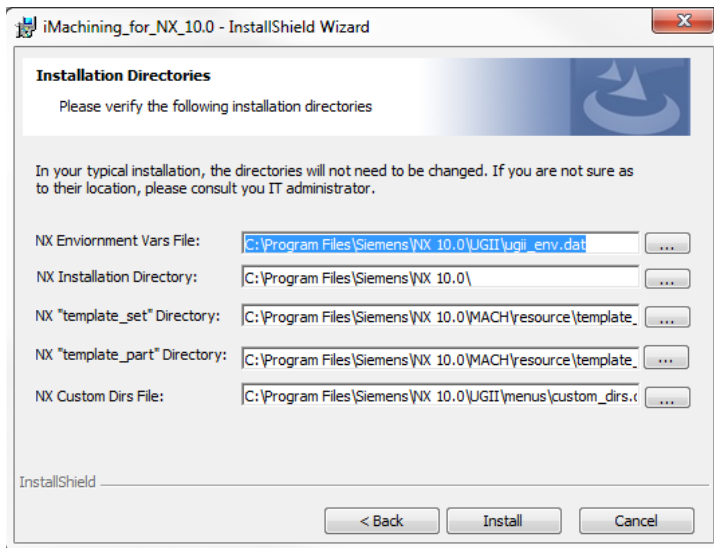 iMachining_for_NX_10.0 - InstallShield Wizard
Installation Directories
Please verify the following installation directories
In your typical installation, the directories will not need to be changed. If you are not sure as
to their location, please consult you IT administrator.
NX Enviornment Vars File: C:\Program Files\Siemens\NX 10.0\UGII\ugii_env.dat ...
NX Installation Directory: C:\Program Files\Siemens\NX 10.0\ ...
NX "template_set" Directory: C:\Program Files\Siemens\NX 10.0\MACH\resource\template_ ...
NX "template_part" Directory: C:\Program Files\Siemens\NX 10.0\MACH\resource\template_ ...
NX Custom Dirs File: C:\Program Files\Siemens\NX 10.0\UGII\menus\custom_dirs.d ...
InstallShield
< Back Install Cancel